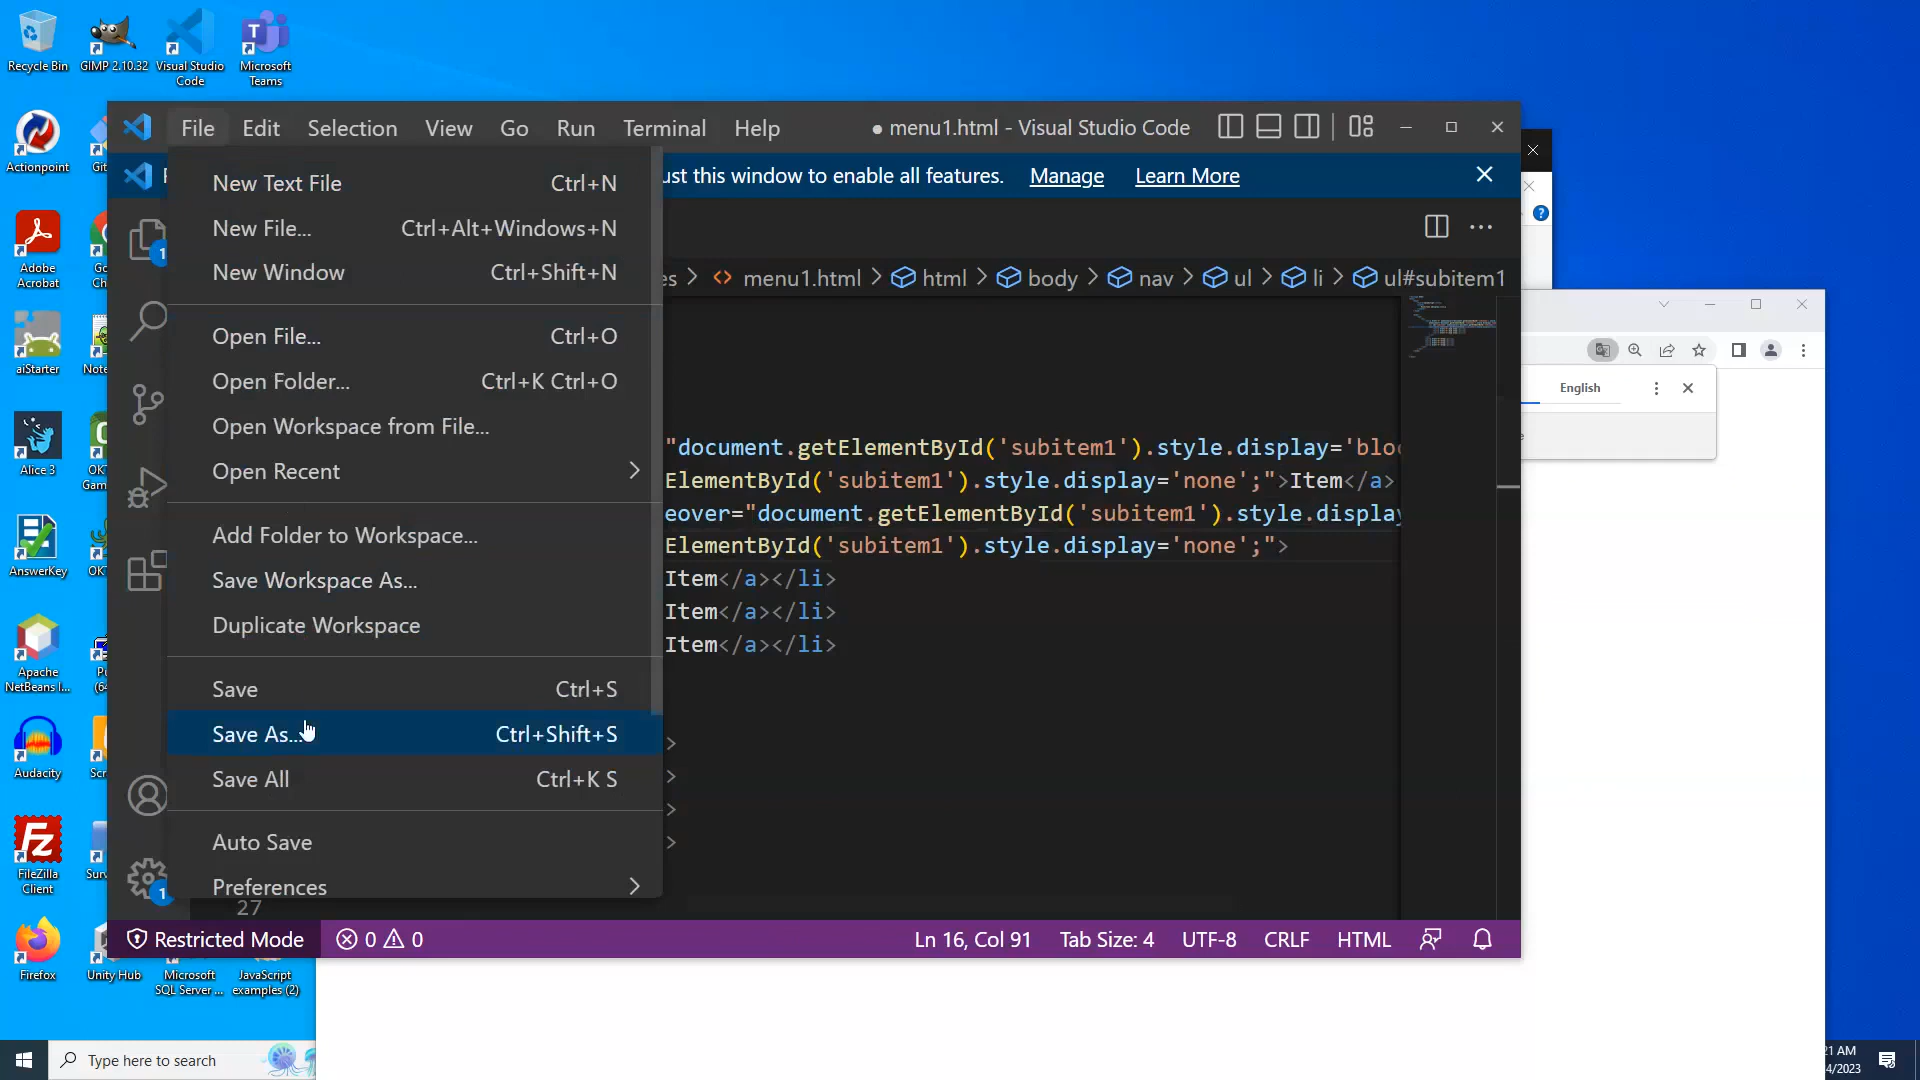 Recycle Bin
GIMP 2.10.32
Visual Studio
Code
Microsoft
Teams
Actionpoint
Adobe
Acrobat
aiStarter
Alice 3
AnswerKey
Apache
NetBeans I...
Audacity
FileZilla
Client
Firefox
Unity Hub
Microsoft
SQL Server ...
JavaScript
examples (2)
File Edit Selection View Go Run Terminal Help
● menu1.html - Visual Studio Code
ust this window to enable all features. Manage Learn More
New Text File Ctrl+N
New File... Ctrl+Alt+Windows+N
New Window Ctrl+Shift+N
Open File... Ctrl+O
Open Folder... Ctrl+K Ctrl+O
Open Workspace from File...
Open Recent
Add Folder to Workspace...
Save Workspace As...
Duplicate Workspace
Save Ctrl+S
Save As... Ctrl+Shift+S
Save All Ctrl+K S
Auto Save
Preferences
es > <> menu1.html > html > body > nav > ul > li > ul#subitem1
"document.getElementById('subitem1').style.display='bloc
ElementById('subitem1').style.display='none';">Item</a>
eover="document.getElementById('subitem1').style.display
ElementById('subitem1').style.display='none';">
Item</a></li>
Item</a></li>
Item</a></li>
>
>
>
>
27
Restricted Mode 0 0
Ln 16, Col 91 Tab Size: 4 UTF-8 CRLF HTML
English
Type here to search
21 AM
4/2023